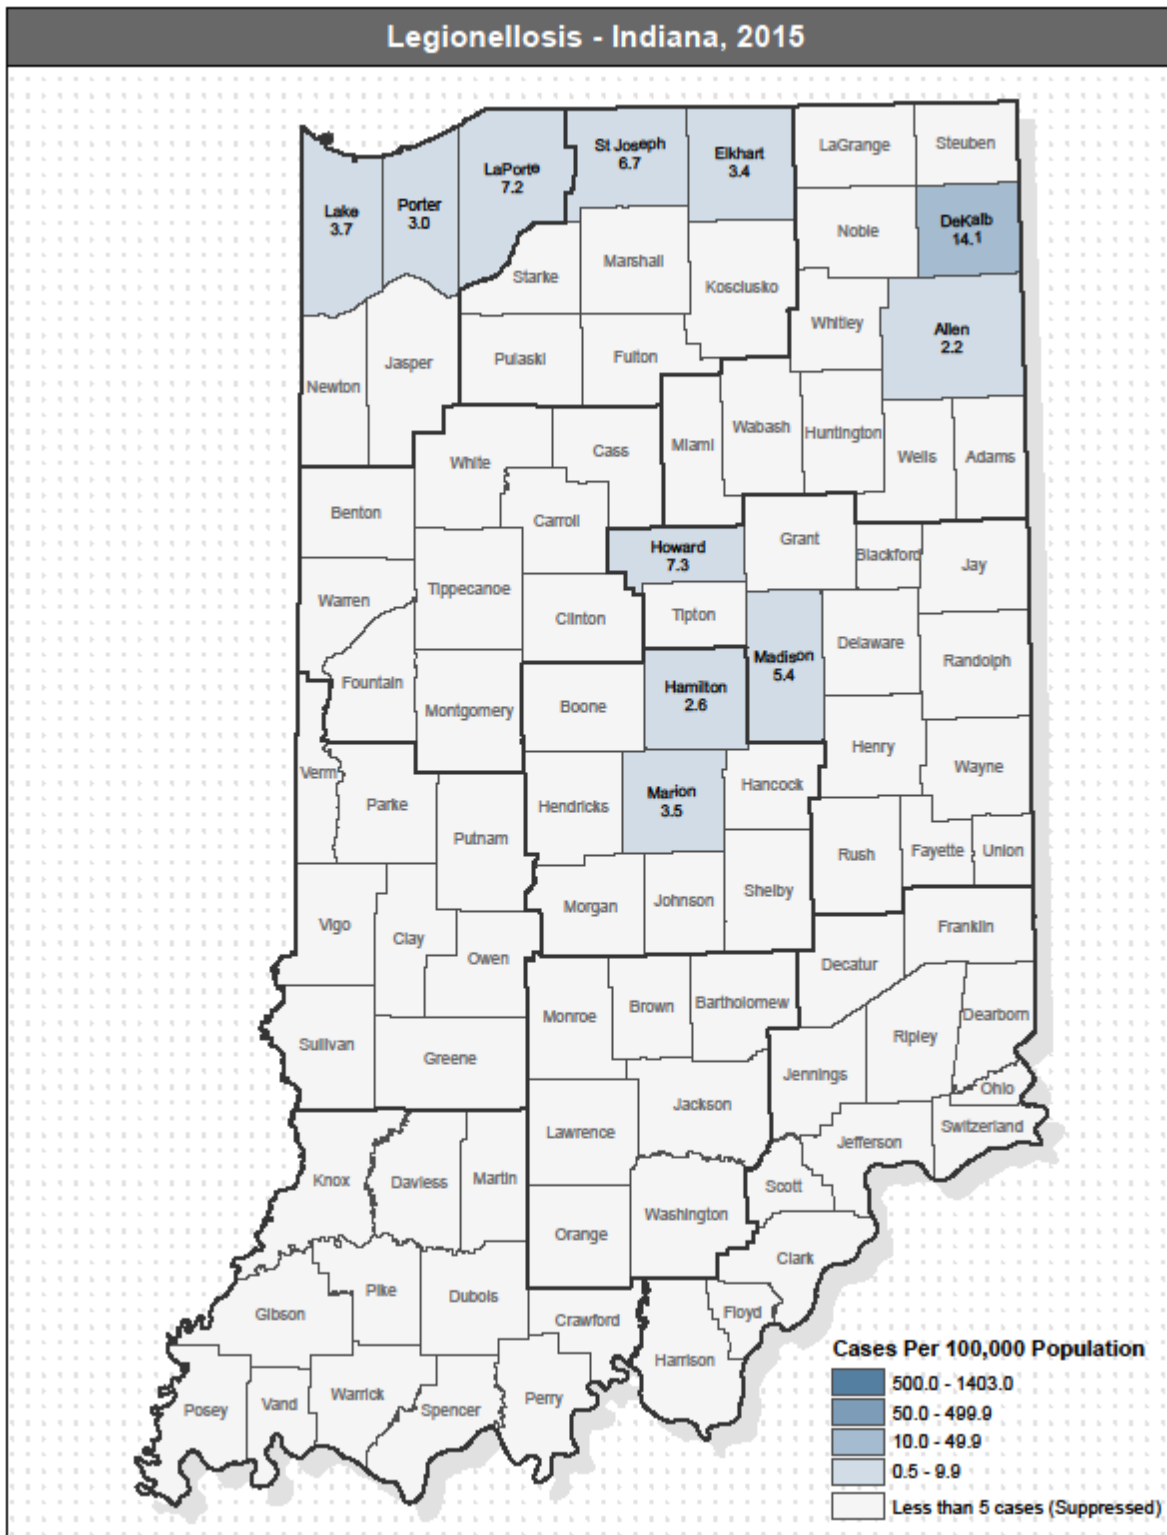 Legionellosis - Indiana, 2015
LaGrange
Steuben
St Joseph
6.7
Elkhart
3.4
LaPorte
7.2
Lake
3.7
Porter
3.0
Noble
DeKalb
14.1
Starke
Marshall
Kosciusko
Whitley
Allen
2.2
Newton
Jasper
Pulaski
Fulton
White
Cass
Miami
Wabash
Huntington
Wells
Adams
Benton
Carroll
Howard
7.3
Grant
Blackford
Jay
Warren
Tippecanoe
Clinton
Tipton
Madison
5.4
Delaware
Randolph
Fountain
Montgomery
Boone
Hamilton
2.6
Henry
Wayne
Verm
Parke
Putnam
Hendricks
Marion
3.5
Hancock
Rush
Fayette
Union
Vigo
Clay
Owen
Morgan
Johnson
Shelby
Decatur
Franklin
Sullivan
Greene
Monroe
Brown
Bartholomew
Jennings
Ripley
Dearborn
Ohio
Switzerland
Jefferson
Lawrence
Jackson
Knox
Daviess
Martin
Orange
Washington
Scott
Clark
Gibson
Pike
Dubois
Crawford
Harrison
Floyd
Posey
Vand
Warrick
Spencer
Perry
Cases Per 100,000 Population
500.0 - 1403.0
50.0 - 499.9
10.0 - 49.9
0.5 - 9.9
Less than 5 cases (Suppressed)